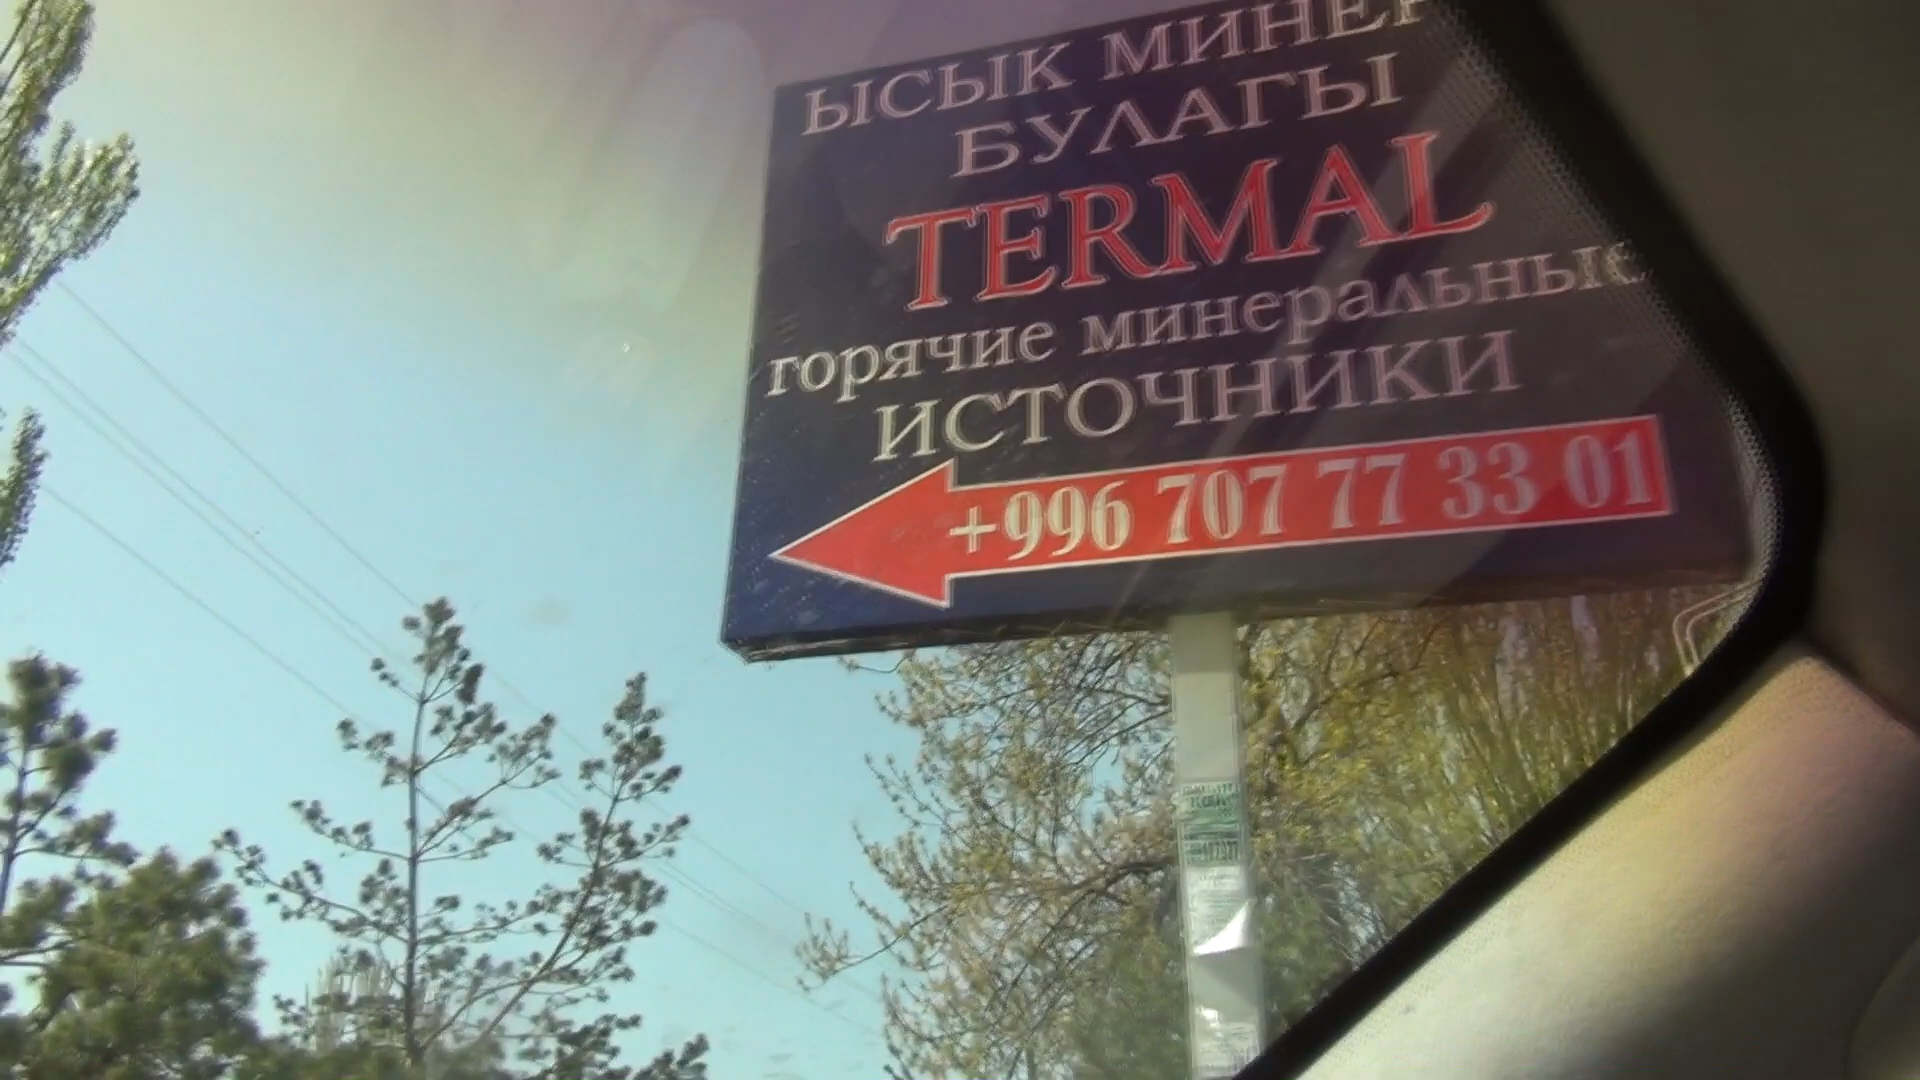 ЫСЫК МИНЕР
БУЛАГЫ
TERMAL
горячие минеральные
ИСТОЧНИКИ
+996 707 77 33 01